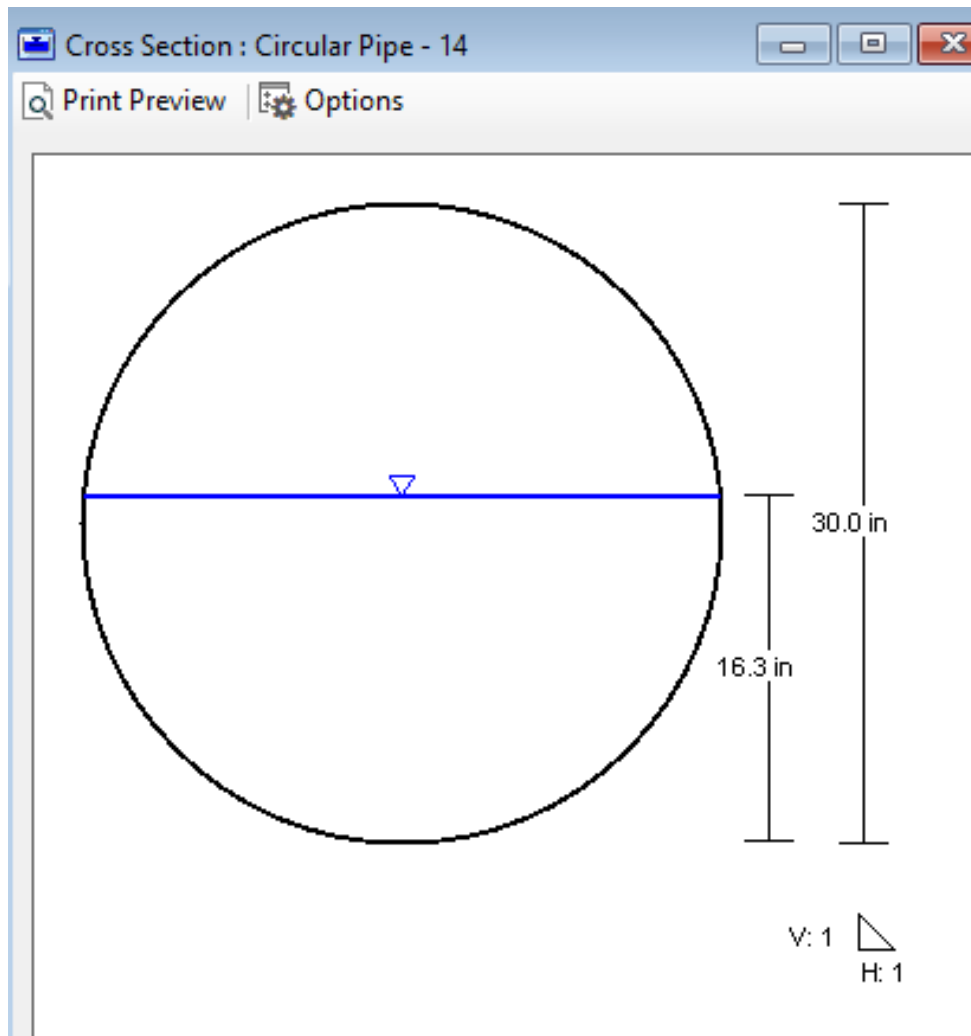 Cross Section : Circular Pipe - 14
Print Preview Options
30.0 in
16.3 in
V: 1
H: 1